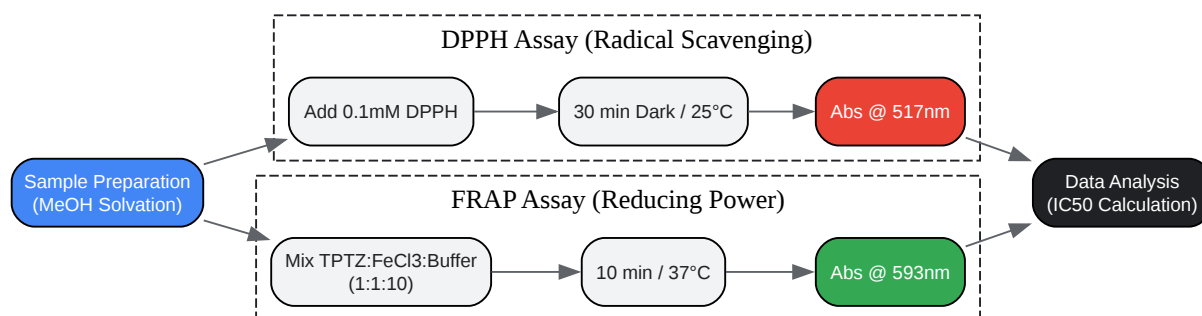 DPPH Assay (Radical Scavenging)
Add 0.1mM DPPH
30 min Dark / 25°C
Abs @ 517nm
Sample Preparation
(MeOH Solvation)
FRAP Assay (Reducing Power)
Mix TPTZ:FeCl3:Buffer
(1:1:10)
10 min / 37°C
Abs @ 593nm
Data Analysis
(IC50 Calculation)